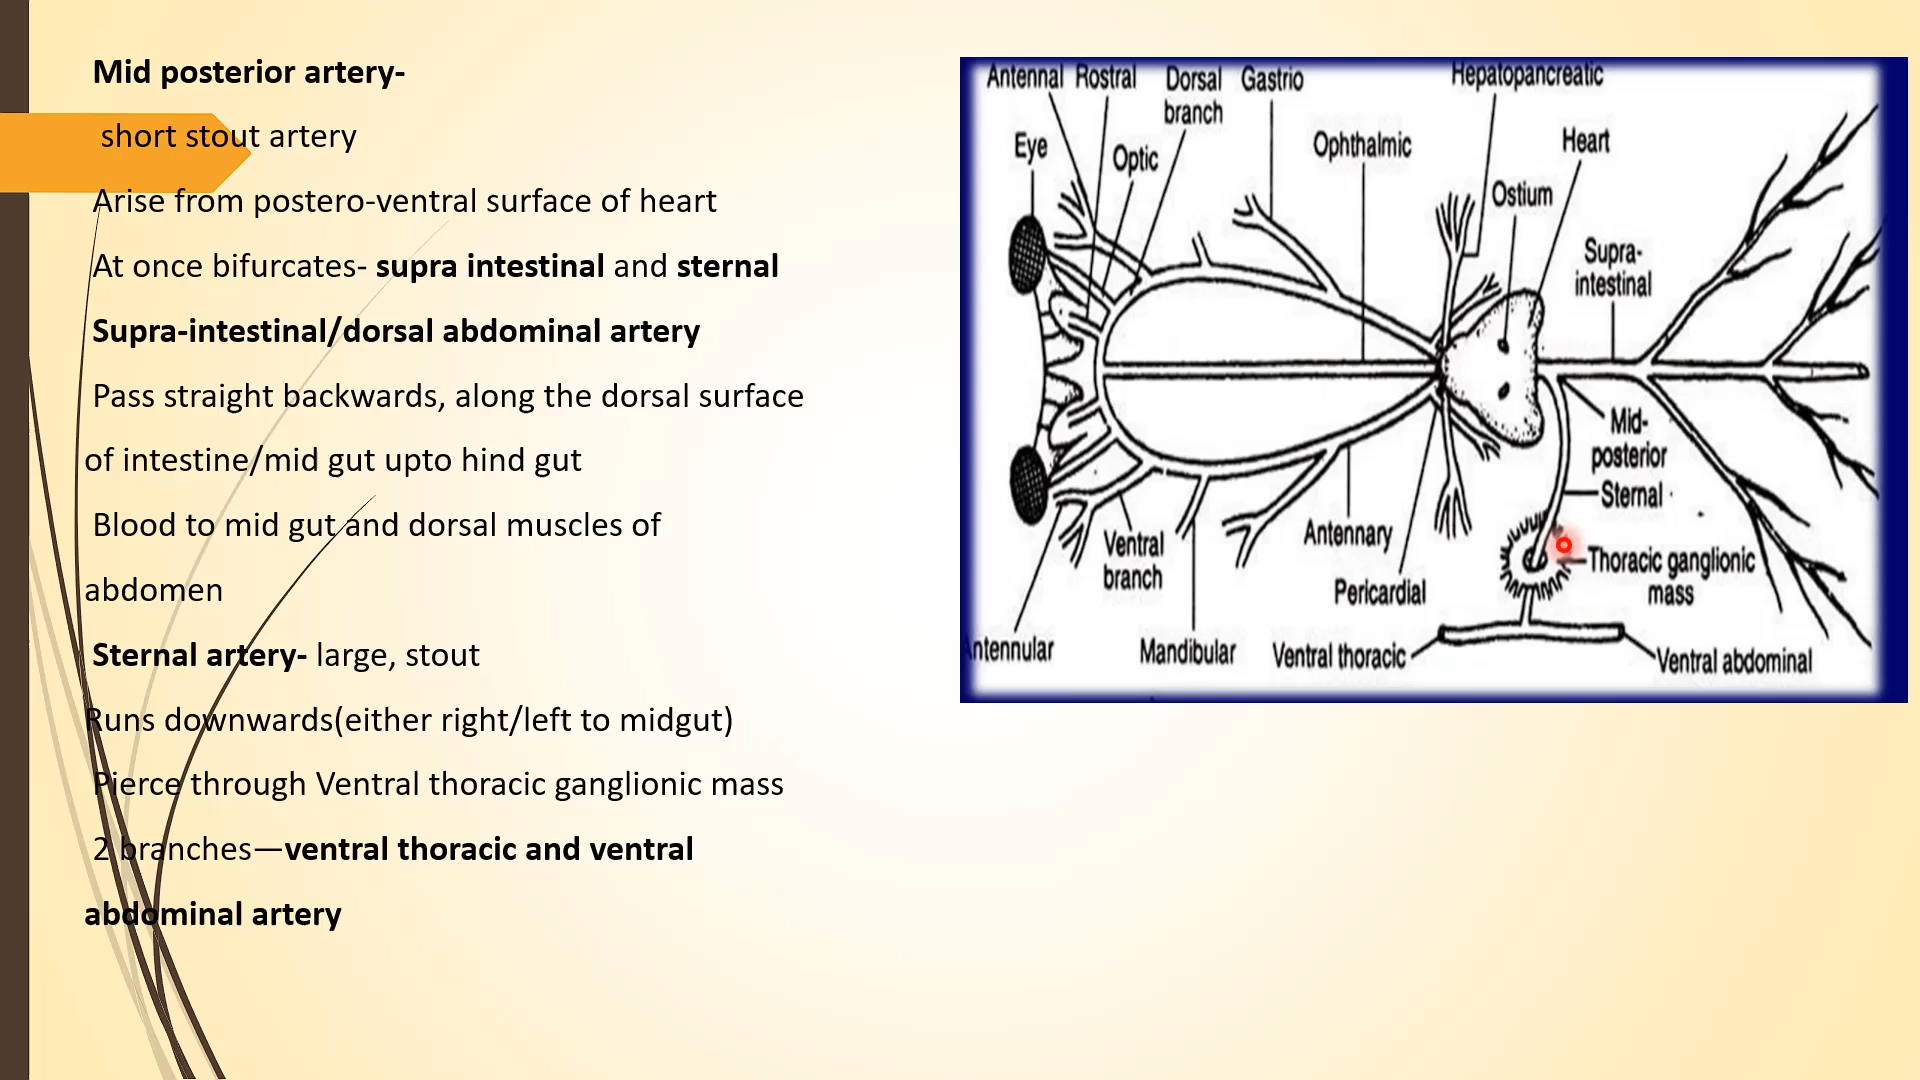 Mid posterior artery-
short stout artery
Arise from postero-ventral surface of heart
At once bifurcates- supra intestinal and sternal
Supra-intestinal/dorsal abdominal artery
Pass straight backwards, along the dorsal surface
of intestine/mid gut upto hind gut
Blood to mid gut and dorsal muscles of
abdomen
Sternal artery- large, stout
Runs downwards(either right/left to midgut)
Pierce through Ventral thoracic ganglionic mass
2 branches—ventral thoracic and ventral
abdominal artery
Antennal Rostral Dorsal Gastrio Hepatopancreatic
branch
Eye
Optic
Ophthalmic
Heart
Ostium
Supra-
intestinal
Mid-
posterior
Sternal
Antennary
Ventral
branch
Thoracic ganglionic
mass
Pericardial
ntennular
Mandibular
Ventral thoracic
Ventral abdominal